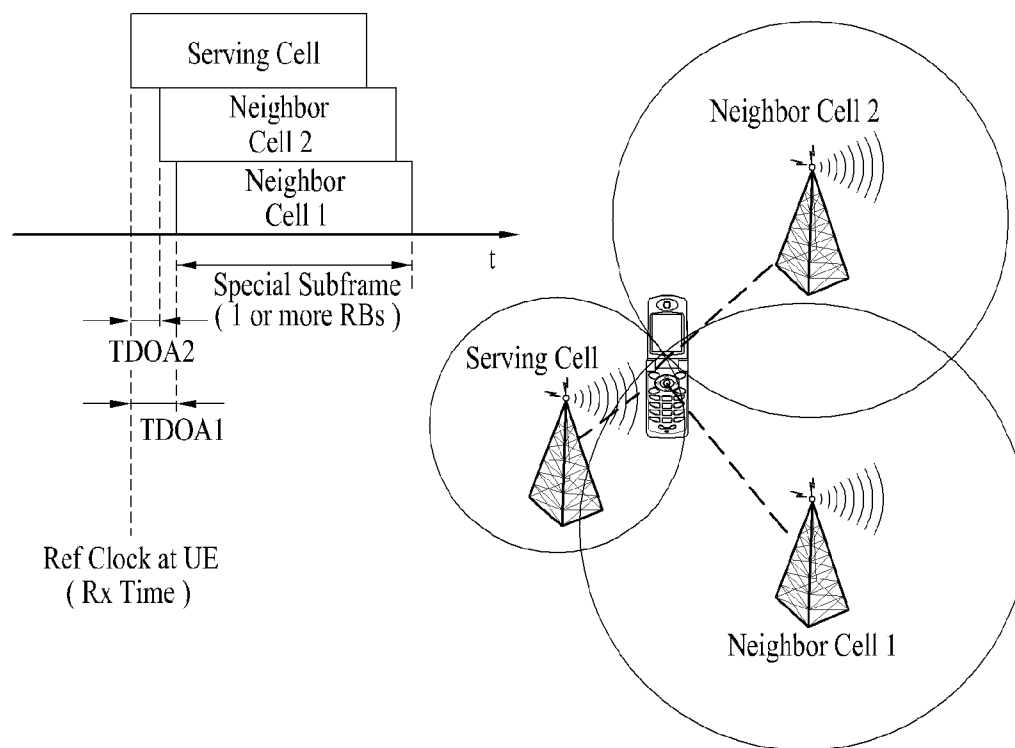 Serving Cell
Neighbor
Cell 2
Neighbor
Cell 1
t
Special Subframe
( 1 or more RBs )
TDOA2
TDOA1
Ref Clock at UE
( Rx Time )
Neighbor Cell 2
Serving Cell
Neighbor Cell 1